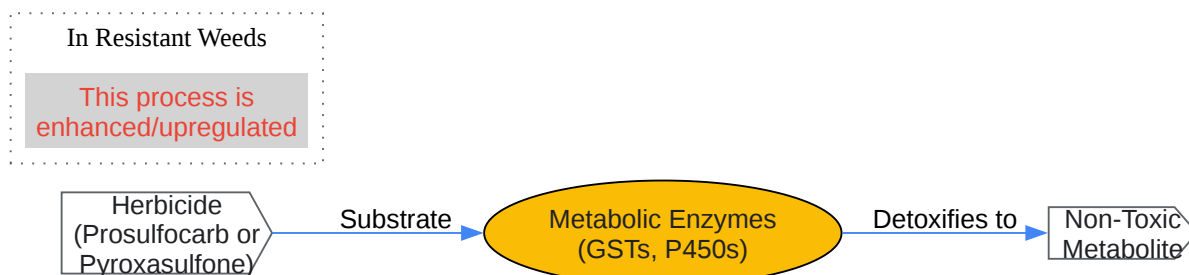 In Resistant Weeds
This process is
enhanced/upregulated
Herbicide
(Prosulfocarb or
Pyroxasulfone)
Substrate
Metabolic Enzymes
(GSTs, P450s)
Detoxifies to
Non-Toxic
Metabolite